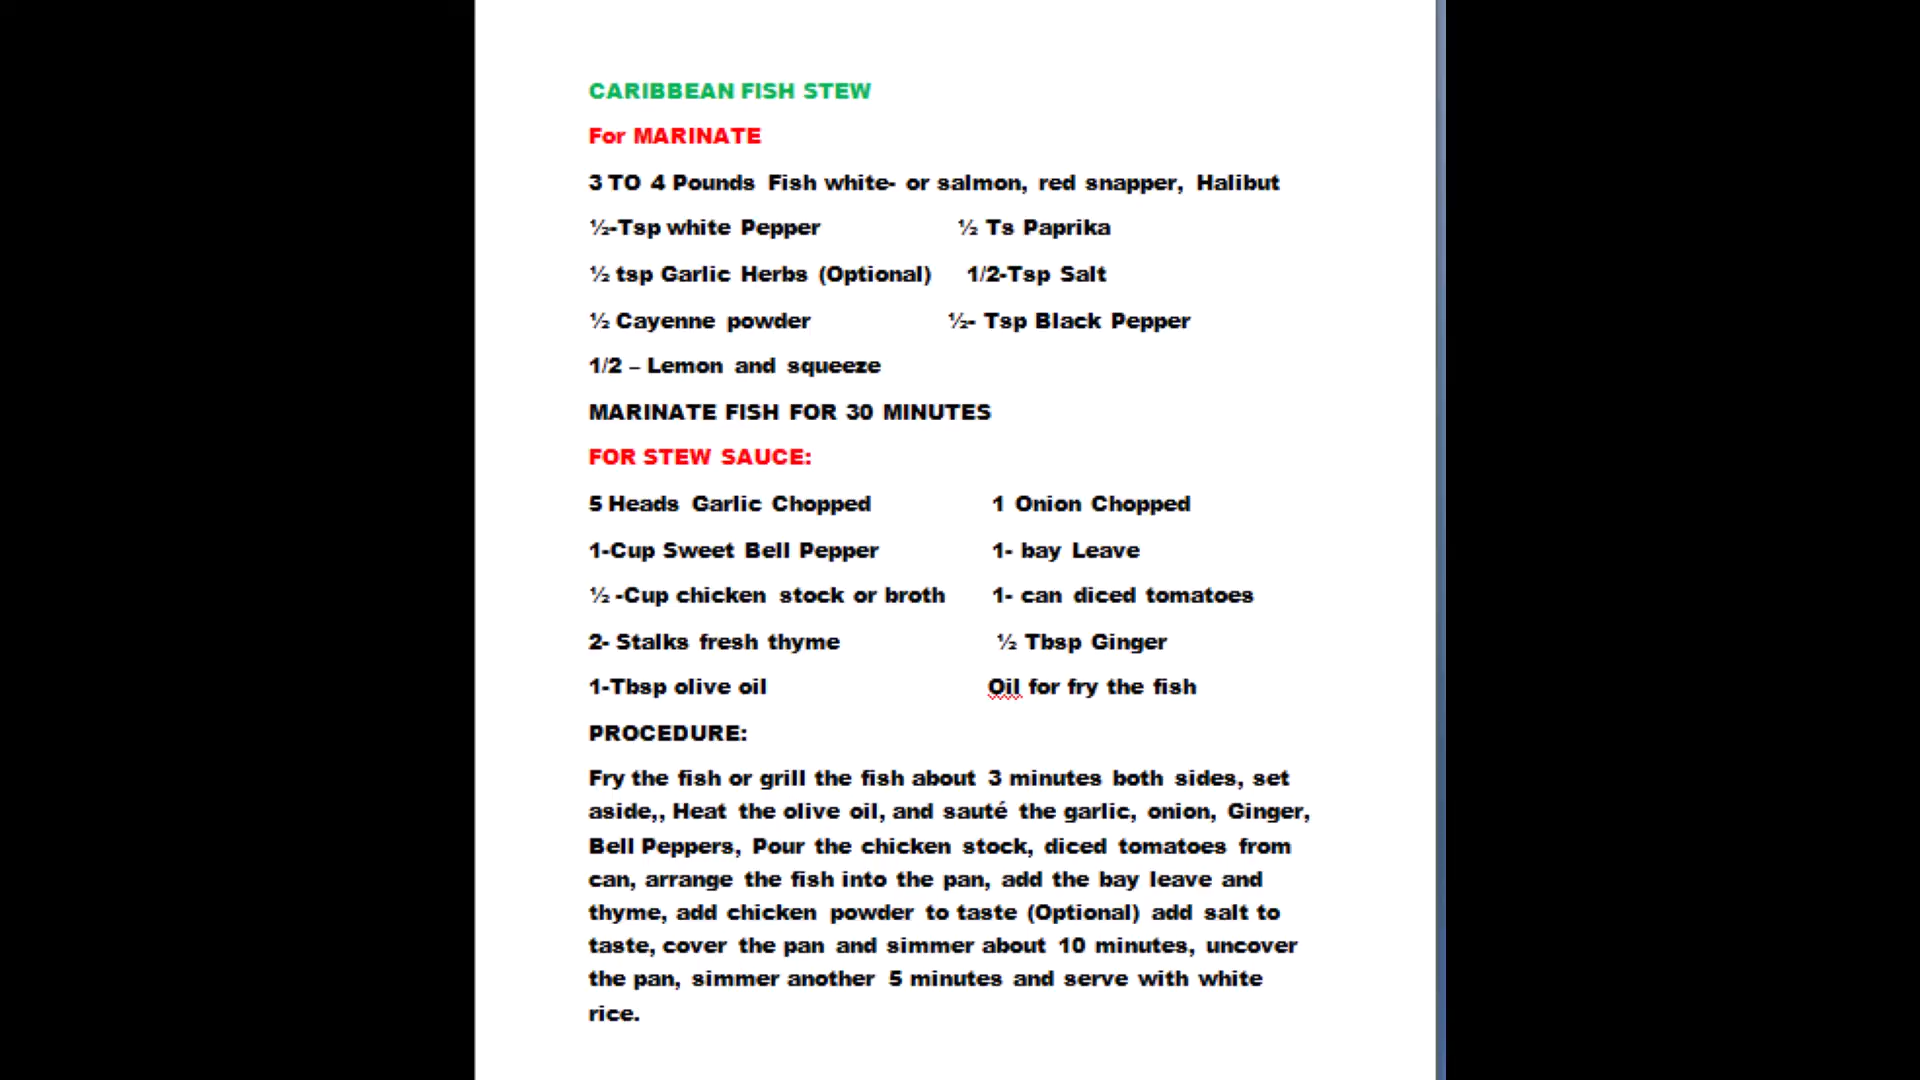 CARIBBEAN FISH STEW
For MARINATE
3 TO 4 Pounds Fish white- or salmon, red snapper, Halibut
½-Tsp white Pepper ½ Ts Paprika
½ tsp Garlic Herbs (Optional) 1/2-Tsp Salt
½ Cayenne powder ½- Tsp Black Pepper
1/2 – Lemon and squeeze
MARINATE FISH FOR 30 MINUTES
FOR STEW SAUCE:
5 Heads Garlic Chopped 1 Onion Chopped
1-Cup Sweet Bell Pepper 1- bay Leave
½ -Cup chicken stock or broth 1- can diced tomatoes
2- Stalks fresh thyme ½ Tbsp Ginger
1-Tbsp olive oil Oil for fry the fish
PROCEDURE:
Fry the fish or grill the fish about 3 minutes both sides, set
aside,, Heat the olive oil, and sauté the garlic, onion, Ginger,
Bell Peppers, Pour the chicken stock, diced tomatoes from
can, arrange the fish into the pan, add the bay leave and
thyme, add chicken powder to taste (Optional) add salt to
taste, cover the pan and simmer about 10 minutes, uncover
the pan, simmer another 5 minutes and serve with white
rice.